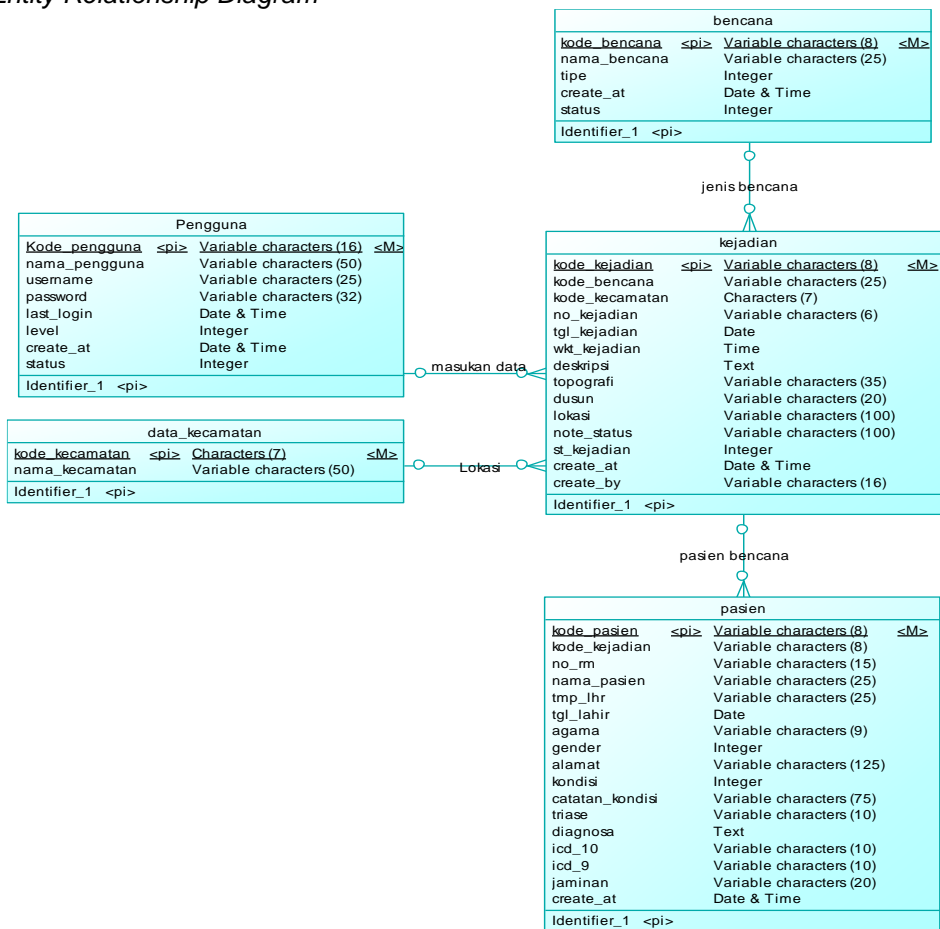 Entity Relationship Diagram
bencana
kode_bencana <pi> Variable characters (8) <M>
nama_bencana Variable characters (25)
tipe Integer
create_at Date & Time
status Integer
Identifier_1 <pi>
jenis bencana
Pengguna
Kode_pengguna <pi> Variable characters (16) <M>
nama_pengguna Variable characters (50)
username Variable characters (25)
password Variable characters (32)
last_login Date & Time
level Integer
create_at Date & Time
status Integer
Identifier_1 <pi>
masukan data
data_kecamatan
kode_kecamatan <pi> Characters (7) <M>
nama_kecamatan Variable characters (50)
Identifier_1 <pi>
Lokasi
kejadian
kode_kejadian <pi> Variable characters (8) <M>
kode_bencana Variable characters (25)
kode_kecamatan Characters (7)
no_kejadian Variable characters (6)
tgl_kejadian Date
wkt_kejadian Time
deskripsi Text
topografi Variable characters (35)
dusun Variable characters (20)
lokasi Variable characters (100)
note_status Variable characters (100)
st_kejadian Integer
create_at Date & Time
create_by Variable characters (16)
Identifier_1 <pi>
pasien bencana
pasien
kode_pasien <pi> Variable characters (8) <M>
kode_kejadian Variable characters (8)
no_rm Variable characters (15)
nama_pasien Variable characters (25)
tmp_lhr Variable characters (25)
tgl_lahir Date
agama Variable characters (9)
gender Integer
alamat Variable characters (125)
kondisi Integer
catatan_kondisi Variable characters (75)
triase Variable characters (10)
diagnosa Text
icd_10 Variable characters (10)
icd_9 Variable characters (10)
jaminan Variable characters (20)
create_at Date & Time
Identifier_1 <pi>